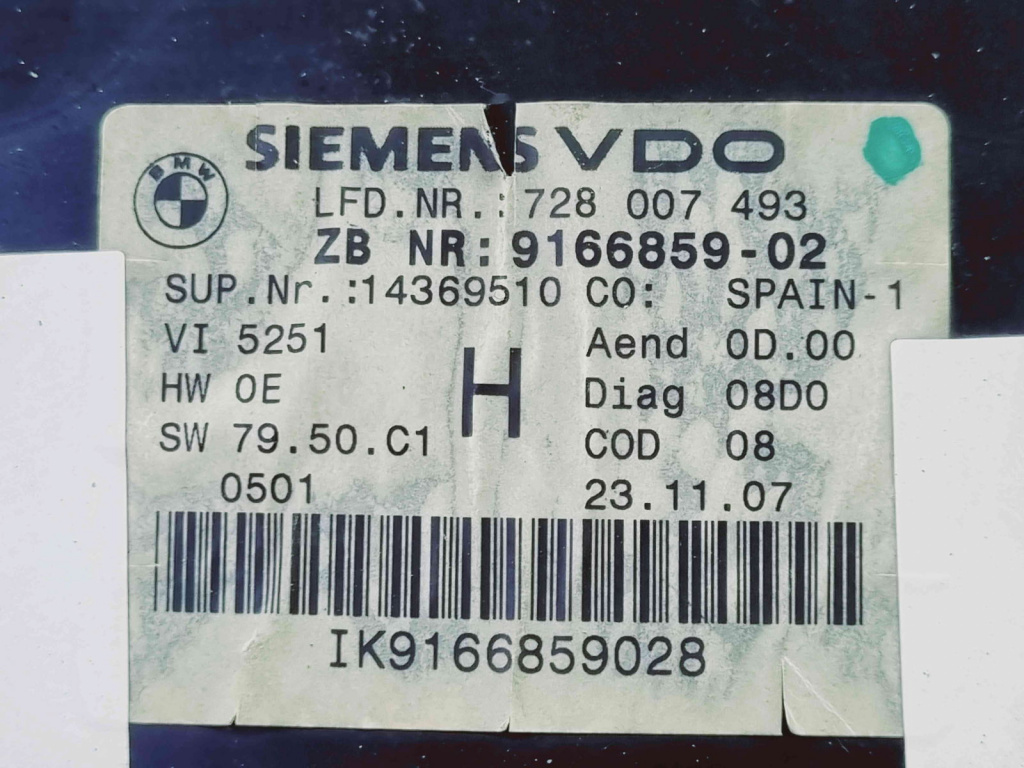 SIEMENS VDO
BMW
LFD.NR.: 728 007 493
ZB NR: 9166859-02
SUP.Nr.:14369510 CO: SPAIN-1
VI 5251 Aend 0D.00
HW 0E H Diag 08D0
SW 79.50.C1 COD 08
0501 23.11.07
IK9166859028